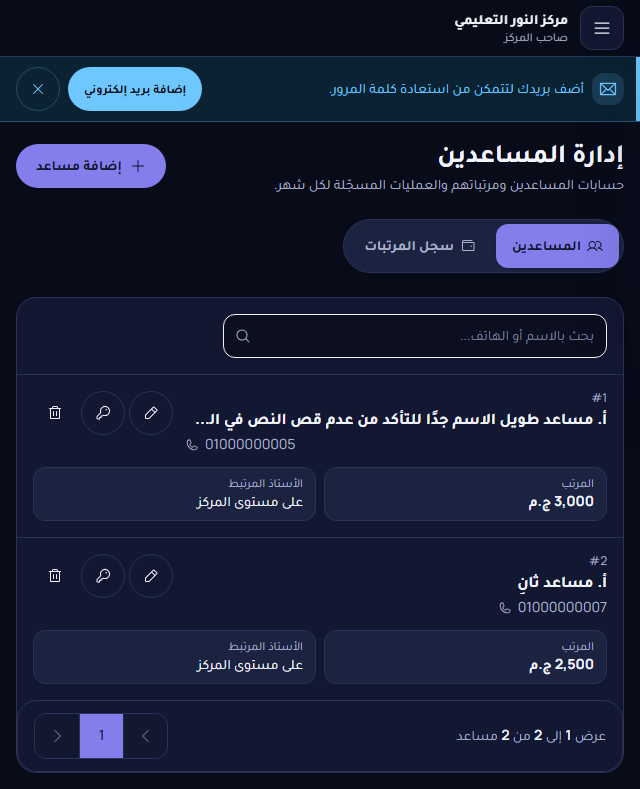 مركز النور التعليمي
صاحب المركز
أضف بريدك لتتمكن من استعادة كلمة المرور.
إضافة بريد إلكتروني
إدارة المساعدين
حسابات المساعدين ومرتباتهم والعمليات المسجّلة لكل شهر.
إضافة مساعد
المساعدين
سجل المرتبات
بحث بالاسم أو الهاتف...
#1
أ. مساعد طويل الاسم جدًا للتأكد من عدم قص النص في الـ...
01000000005
المرتب
3,000 ج.م
الأستاذ المرتبط
على مستوى المركز
#2
أ. مساعد ثانٍ
01000000007
المرتب
2,500 ج.م
الأستاذ المرتبط
على مستوى المركز
عرض 1 إلى 2 من 2 مساعد
1